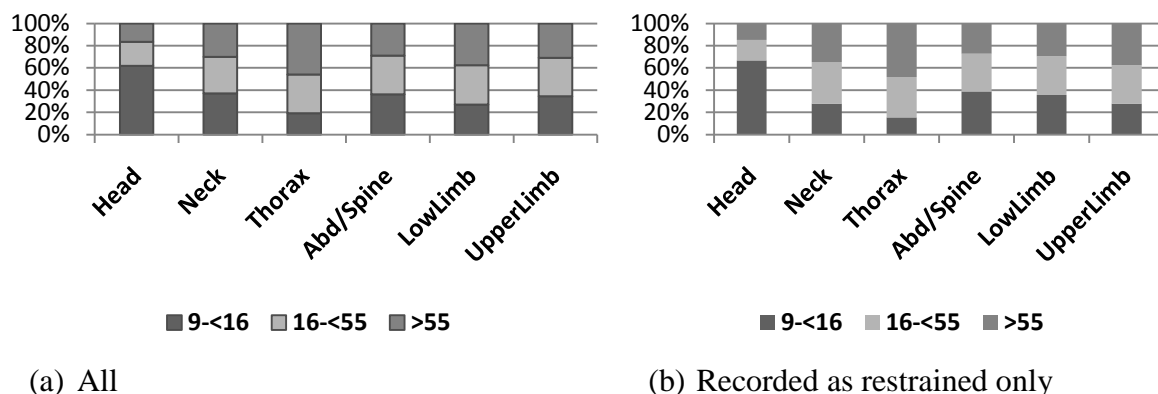 100%
80%
60%
40%
20%
0%
Head
Neck
Thorax
Abd/Spine
LowLimb
UpperLimb
9-<16 16-<55 >55
(a) All
100%
80%
60%
40%
20%
0%
Head
Neck
Thorax
Abd/Spine
LowLimb
UpperLimb
9-<16 16-<55 >55
(b) Recorded as restrained only